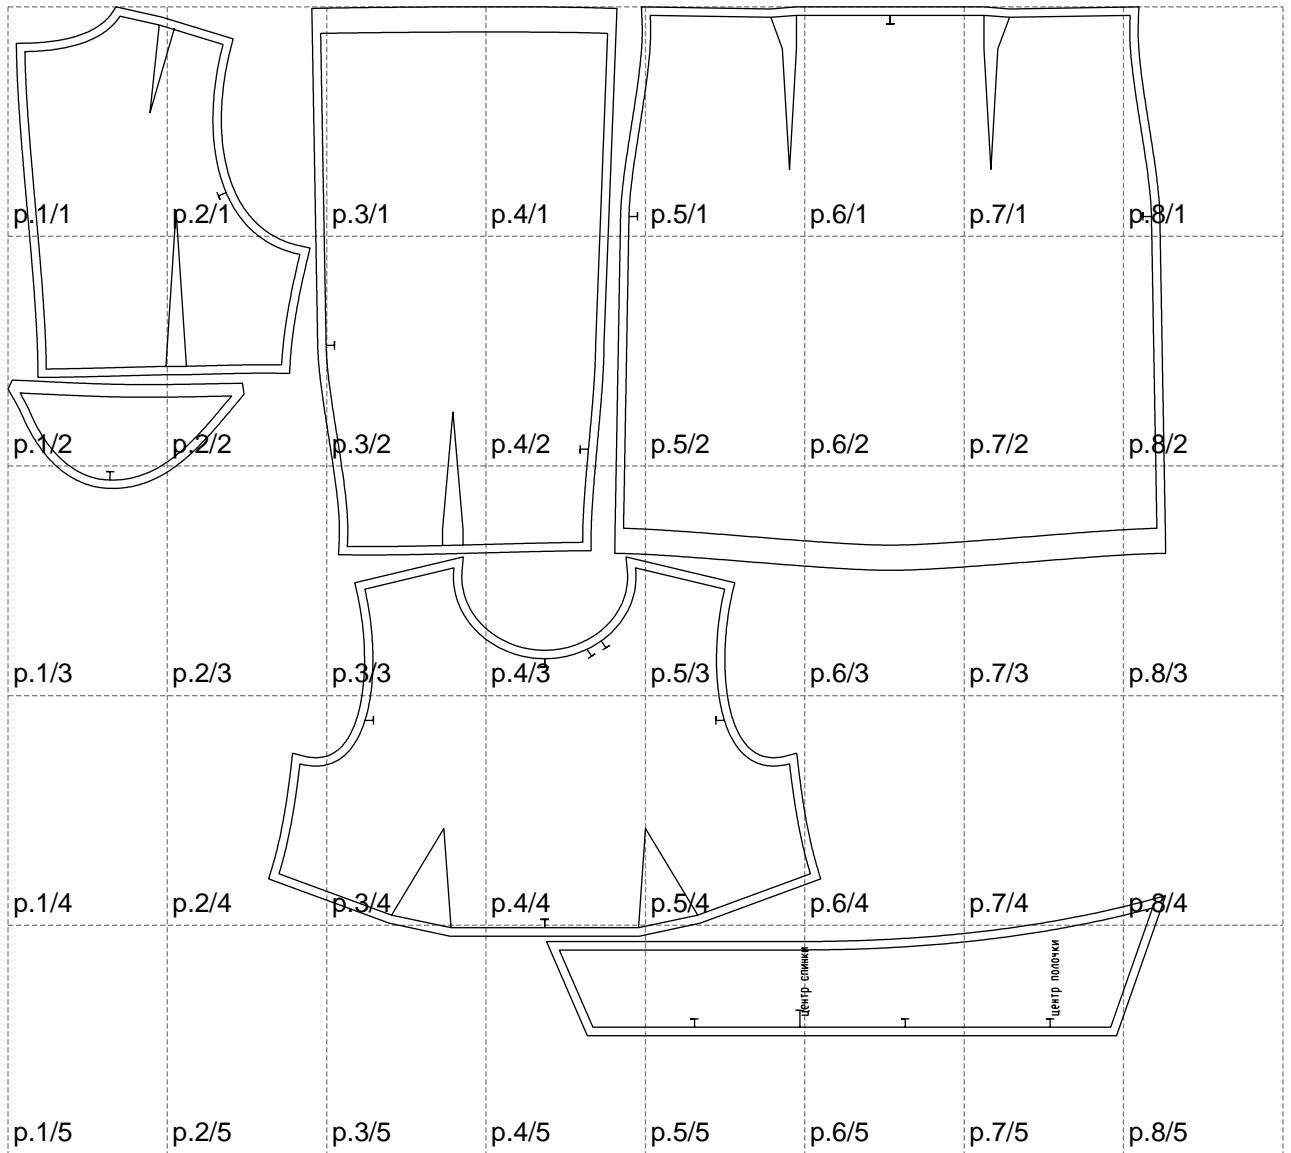 p.1/1 p.2/1 p.3/1 p.4/1 p.5/1 p.6/1 p.7/1 p.8/1
p.1/2 p.2/2 p.3/2 p.4/2 p.5/2 p.6/2 p.7/2 p.8/2
p.1/3 p.2/3 p.3/3 p.4/3 p.5/3 p.6/3 p.7/3 p.8/3
p.1/4 p.2/4 p.3/4 p.4/4 p.5/4 p.6/4 p.7/4 p.8/4
центр спинки
центр полочки
p.1/5 p.2/5 p.3/5 p.4/5 p.5/5 p.6/5 p.7/5 p.8/5